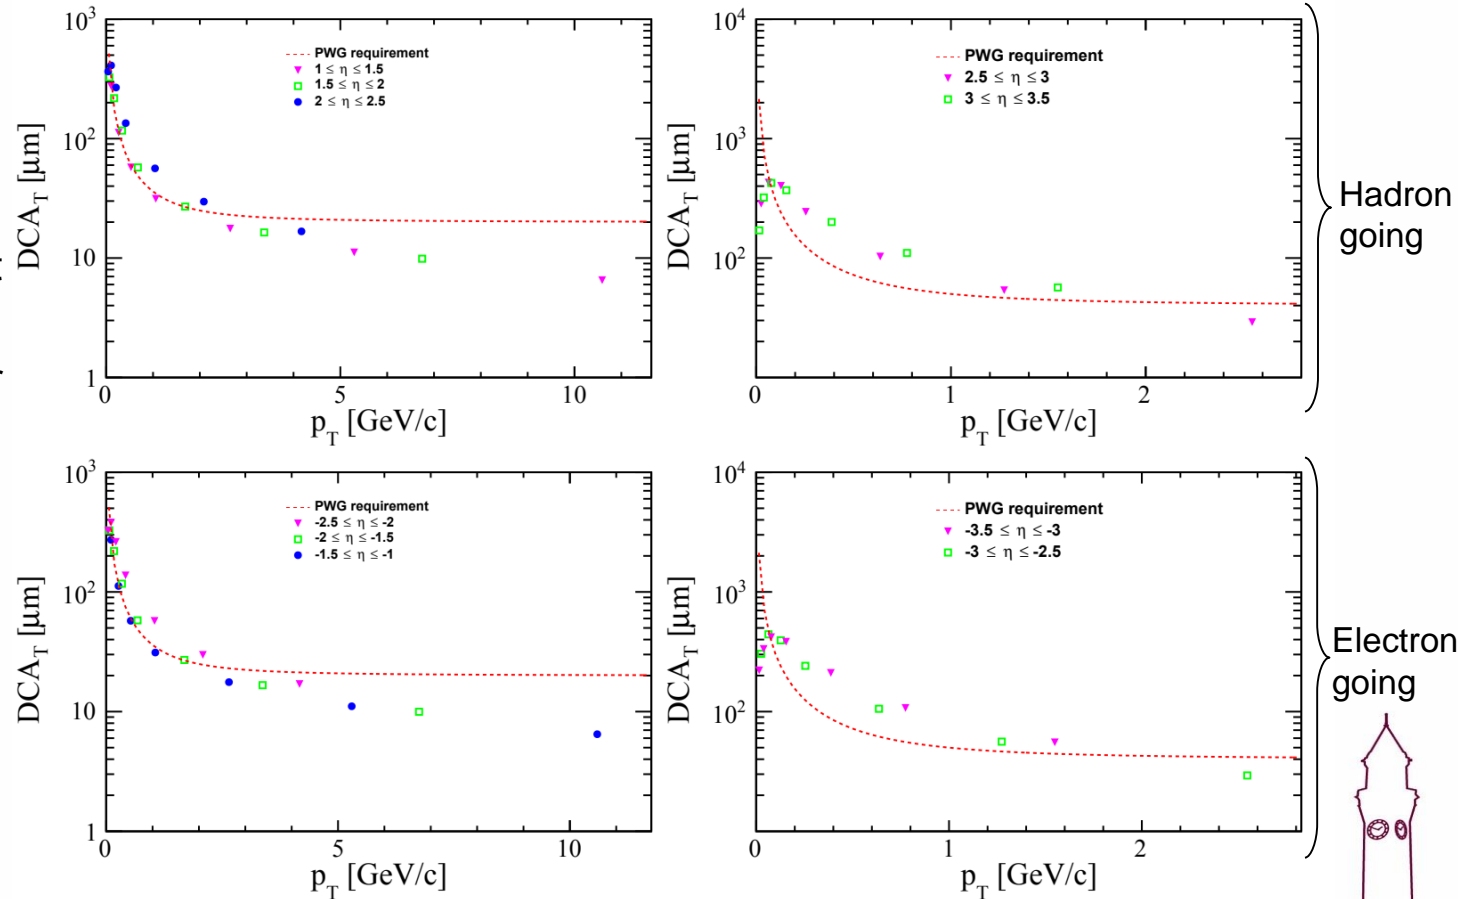 10³
10²
10
1
DCA_T [μm]
PWG requirement
1 ≤ η ≤ 1.5
1.5 ≤ η ≤ 2
2 ≤ η ≤ 2.5
0 5 10
p_T [GeV/c]
10⁴
10³
10²
DCA_T [μm]
PWG requirement
2.5 ≤ η ≤ 3
3 ≤ η ≤ 3.5
0 1 2
p_T [GeV/c]
Hadron
going
10³
10²
10
1
DCA_T [μm]
PWG requirement
-2.5 ≤ η ≤ -2
-2 ≤ η ≤ -1.5
-1.5 ≤ η ≤ -1
0 5 10
p_T [GeV/c]
10⁴
10³
10²
DCA_T [μm]
PWG requirement
-3.5 ≤ η ≤ -3
-3 ≤ η ≤ -2.5
0 1 2
p_T [GeV/c]
Electron
going